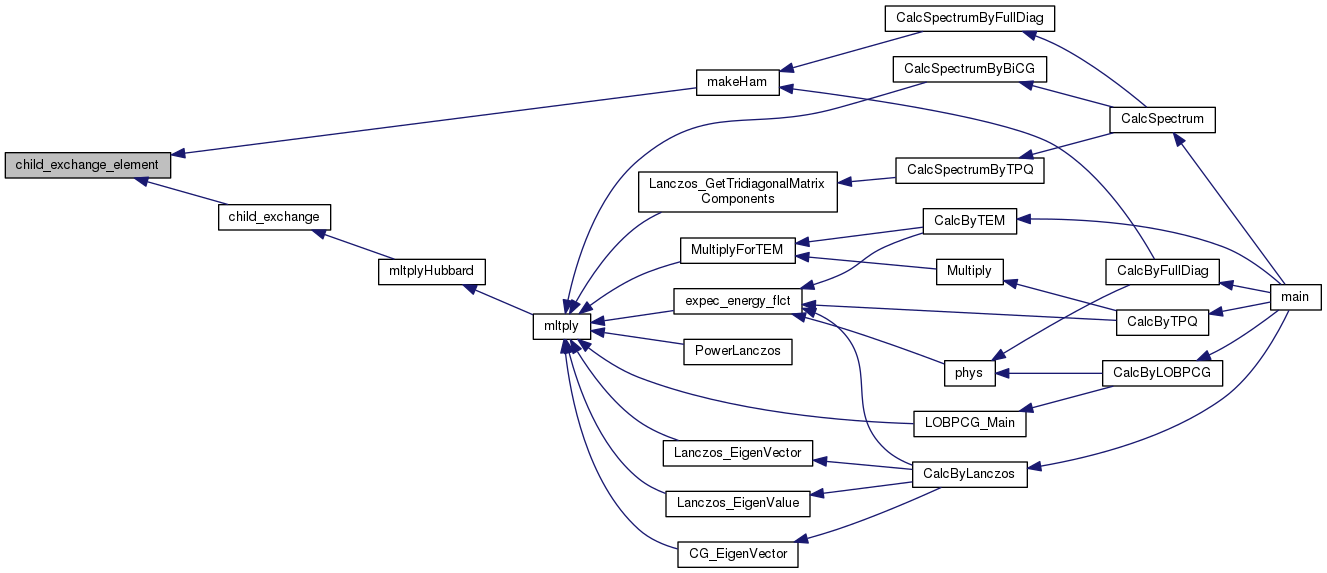 CalcSpectrumByFullDiag
CalcSpectrumByBiCG
makeHam
CalcSpectrum
child_exchange_element
CalcSpectrumByTPQ
Lanczos_GetTridiagonalMatrix
Components
child_exchange
CalcByTEM
MultiplyForTEM
mltplyHubbard
Multiply
CalcByFullDiag
expec_energy_flct
main
mltply
CalcByTPQ
PowerLanczos
phys
CalcByLOBPCG
LOBPCG_Main
Lanczos_EigenVector
CalcByLanczos
Lanczos_EigenValue
CG_EigenVector